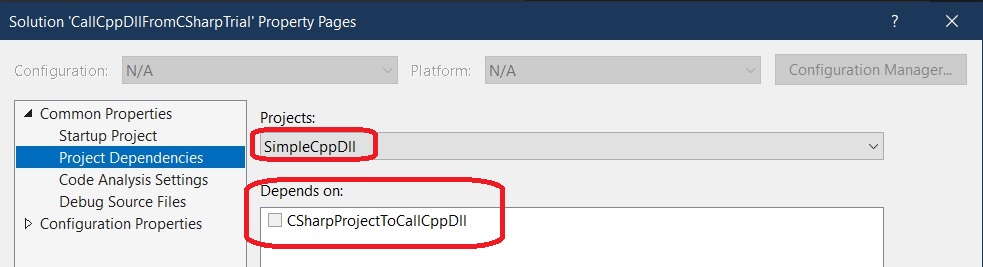 Solution 'CallCppDllFromCSharpTrial' Property Pages
?
Configuration: N/A Platform: N/A Configuration Manager...
Common Properties
Startup Project
Project Dependencies
Code Analysis Settings
Debug Source Files
Configuration Properties
Projects:
SimpleCppDll
Depends on:
CSharpProjectToCallCppDll